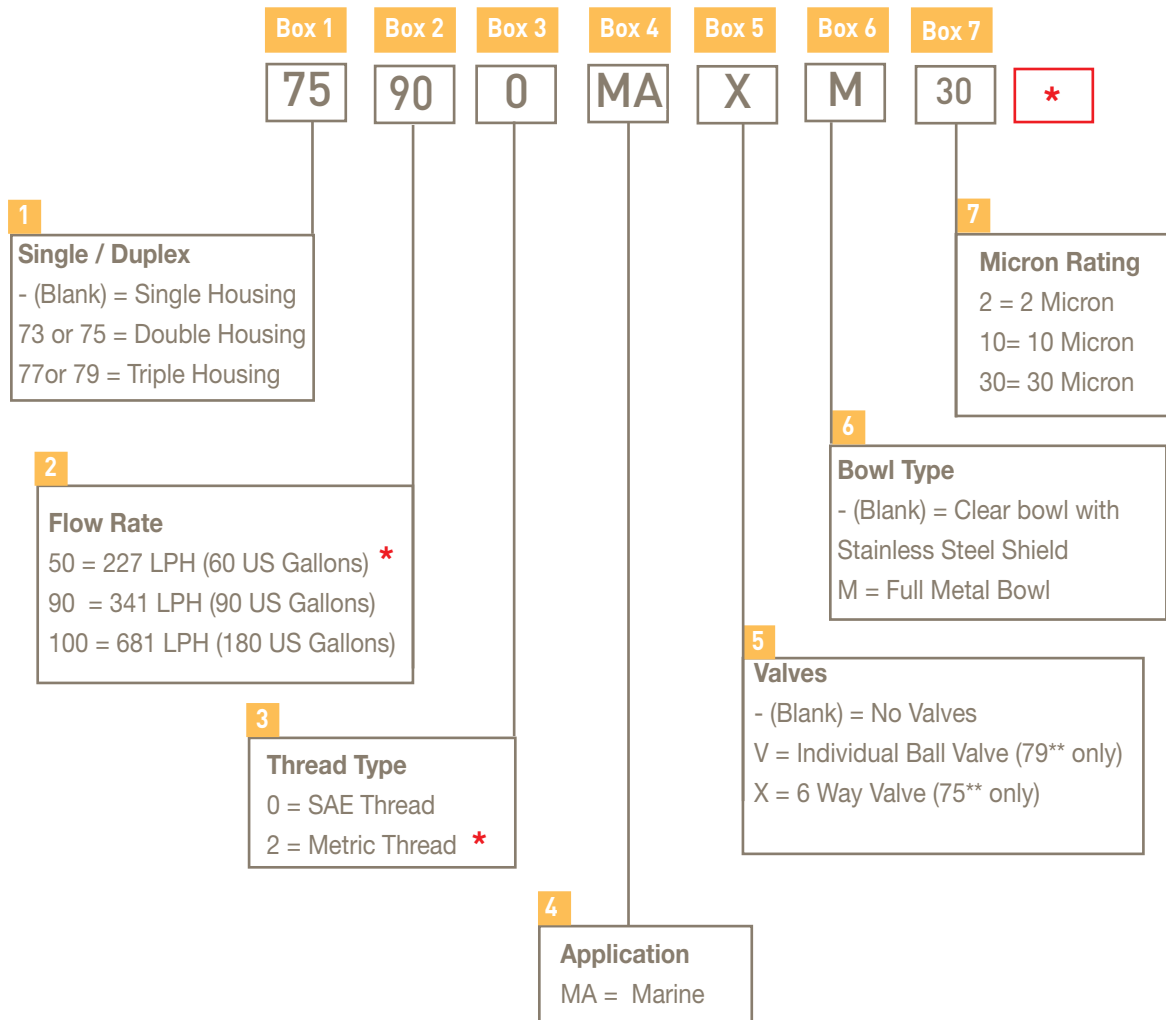 Box 1 Box 2 Box 3 Box 4 Box 5 Box 6 Box 7
75 90 0 MA X M 30 *
1
Single / Duplex
- (Blank) = Single Housing
73 or 75 = Double Housing
77or 79 = Triple Housing
2
Flow Rate
50 = 227 LPH (60 US Gallons) *
90 = 341 LPH (90 US Gallons)
100 = 681 LPH (180 US Gallons)
3
Thread Type
0 = SAE Thread
2 = Metric Thread *
4
Application
MA = Marine
5
Valves
- (Blank) = No Valves
V = Individual Ball Valve (79** only)
X = 6 Way Valve (75** only)
6
Bowl Type
- (Blank) = Clear bowl with
Stainless Steel Shield
M = Full Metal Bowl
7
Micron Rating
2 = 2 Micron
10= 10 Micron
30= 30 Micron